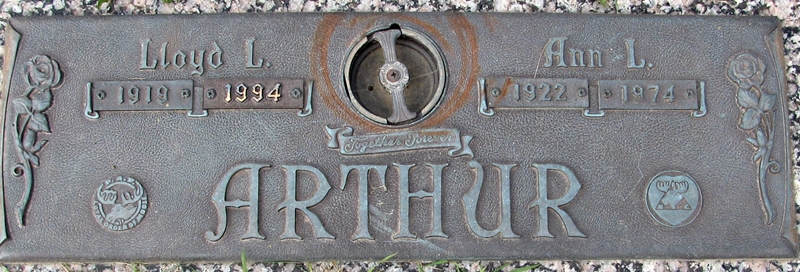 Lloyd L.
Ann L.
1919 1994
1922 1974
Together Forever
ARTHUR